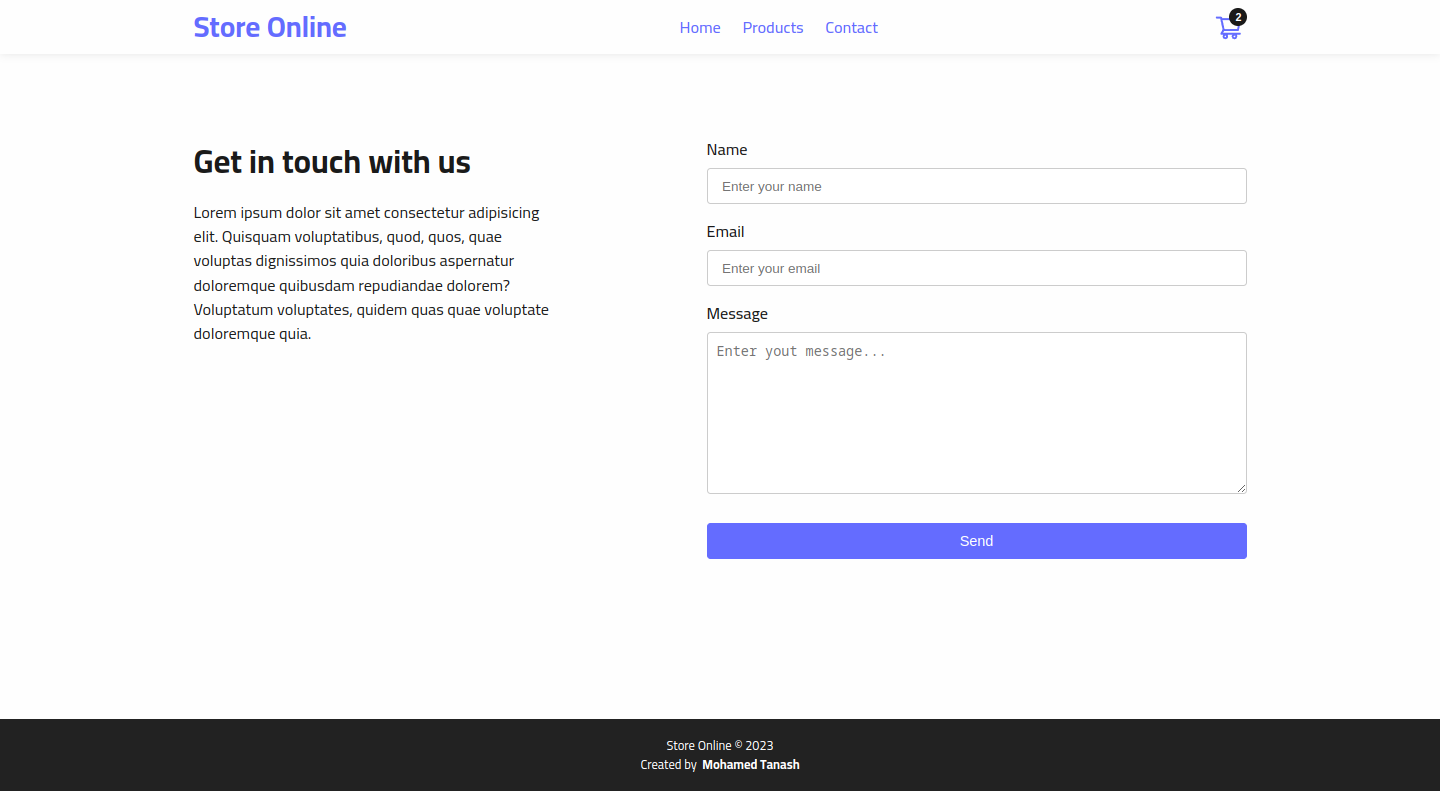 Store Online
Home Products Contact
2
Get in touch with us
Lorem ipsum dolor sit amet consectetur adipisicing
elit. Quisquam voluptatibus, quod, quos, quae
voluptas dignissimos quia doloribus aspernatur
doloremque quibusdam repudiandae dolorem?
Voluptatum voluptates, quidem quas quae voluptate
doloremque quia.
Name
Enter your name
Email
Enter your email
Message
Enter yout message...
Send
Store Online © 2023
Created by Mohamed Tanash